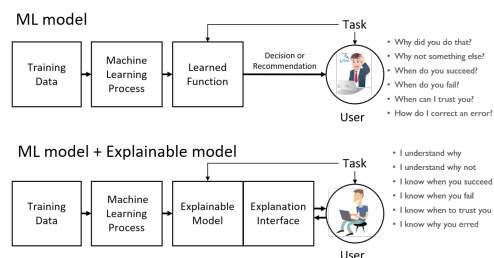 ML model
Task
Training
Data
Machine
Learning
Process
Learned
Function
Decision or
Recommendation
User
• Why did you do that?
• Why not something else?
• When do you succeed?
• When do you fail?
• When can I trust you?
• How do I correct an error?
ML model + Explainable model
Task
Training
Data
Machine
Learning
Process
Explainable
Model
Explanation
Interface
User
• I understand why
• I understand why not
• I know when you succeed
• I know when you fail
• I know when to trust you
• I know why you erred